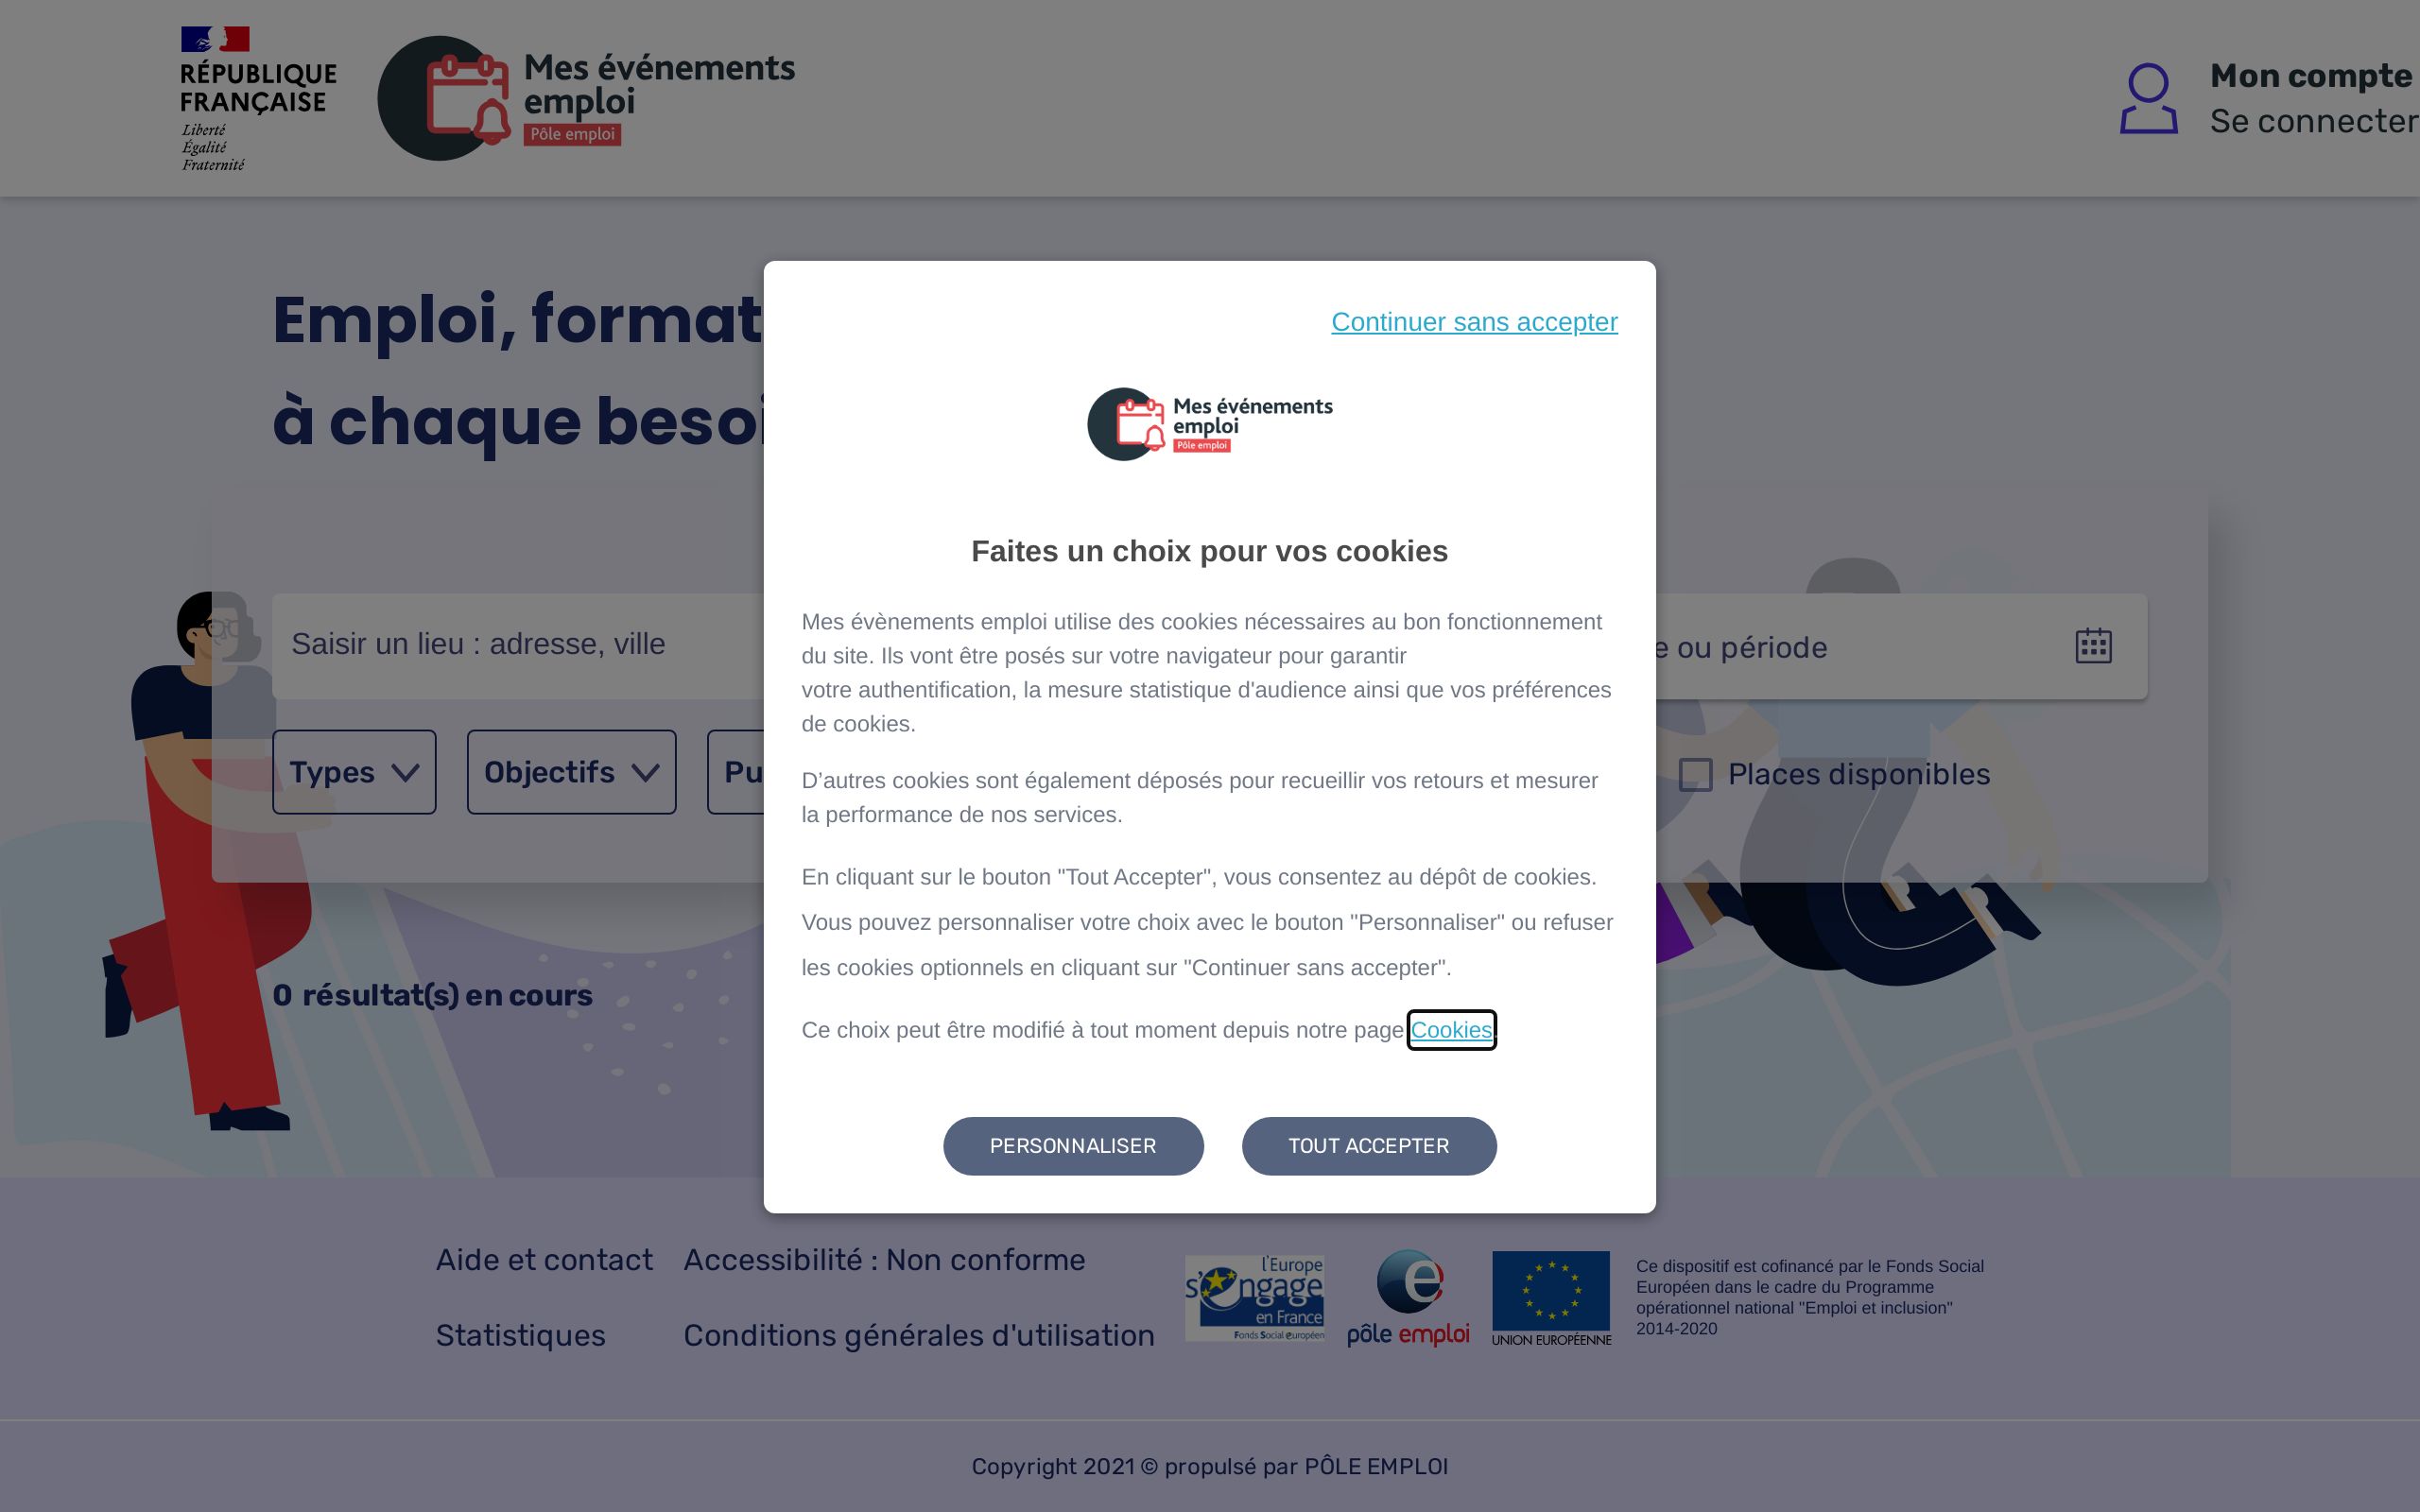 RÉPUBLIQUE
FRANÇAISE
Liberté
Égalité
Fraternité
Mes événements
emploi
Pôle emploi
Mon compte
Se connecter
Emploi, format
à chaque besoi
Continuer sans accepter
Mes événements
emploi
Pôle emploi
Faites un choix pour vos cookies
Mes évènements emploi utilise des cookies nécessaires au bon fonctionnement
du site. Ils vont être posés sur votre navigateur pour garantir
votre authentification, la mesure statistique d'audience ainsi que vos préférences
de cookies.
D’autres cookies sont également déposés pour recueillir vos retours et mesurer
la performance de nos services.
En cliquant sur le bouton "Tout Accepter", vous consentez au dépôt de cookies.
Vous pouvez personnaliser votre choix avec le bouton "Personnaliser" ou refuser
les cookies optionnels en cliquant sur "Continuer sans accepter".
Ce choix peut être modifié à tout moment depuis notre page Cookies.
PERSONNALISER
TOUT ACCEPTER
Saisir un lieu : adresse, ville
e ou période
Types
Objectifs
Pu
Places disponibles
0 résultat(s) en cours
Aide et contact
Accessibilité : Non conforme
Statistiques
Conditions générales d'utilisation
l'Europe
s'engage
en France
Fonds Social européen
pôle emploi
UNION EUROPÉENNE
Ce dispositif est cofinancé par le Fonds Social
Européen dans le cadre du Programme
opérationnel national "Emploi et inclusion"
2014-2020
Copyright 2021 © propulsé par PÔLE EMPLOI